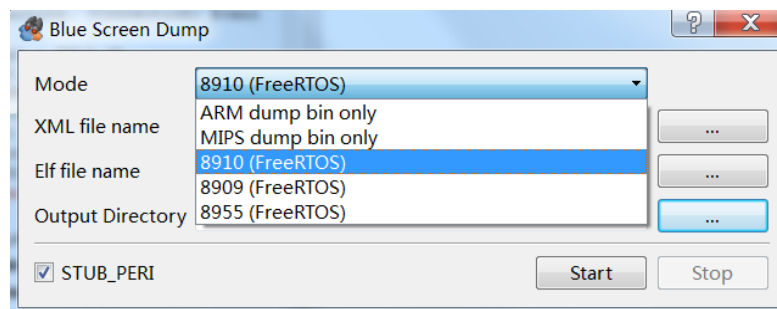 Blue Screen Dump
Mode 8910 (FreeRTOS)
ARM dump bin only
XML file name ...
MIPS dump bin only
8910 (FreeRTOS)
Elf file name ...
8909 (FreeRTOS)
8955 (FreeRTOS)
Output Directory ...
STUB_PERI Start Stop